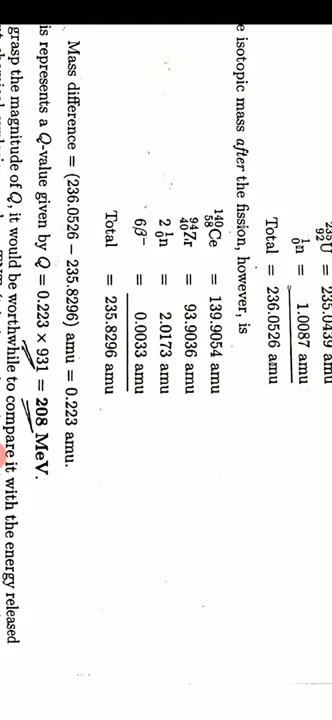 ²³⁵₉₂U = 235.0439 amu
¹₀n = 1.0087 amu
Total = 236.0526 amu
e isotopic mass after the fission, however, is
¹⁴⁰₅₈Ce = 139.9054 amu
⁹⁴₄₀Zr = 93.9036 amu
2 ¹₀n = 2.0173 amu
6β⁻ = 0.0033 amu
Total = 235.8296 amu
Mass difference = (236.0526 − 235.8296) amu = 0.223 amu.
is represents a Q-value given by Q = 0.223 × 931 = 208 MeV.
grasp the magnitude of Q, it would be worthwhile to compare it with the energy released